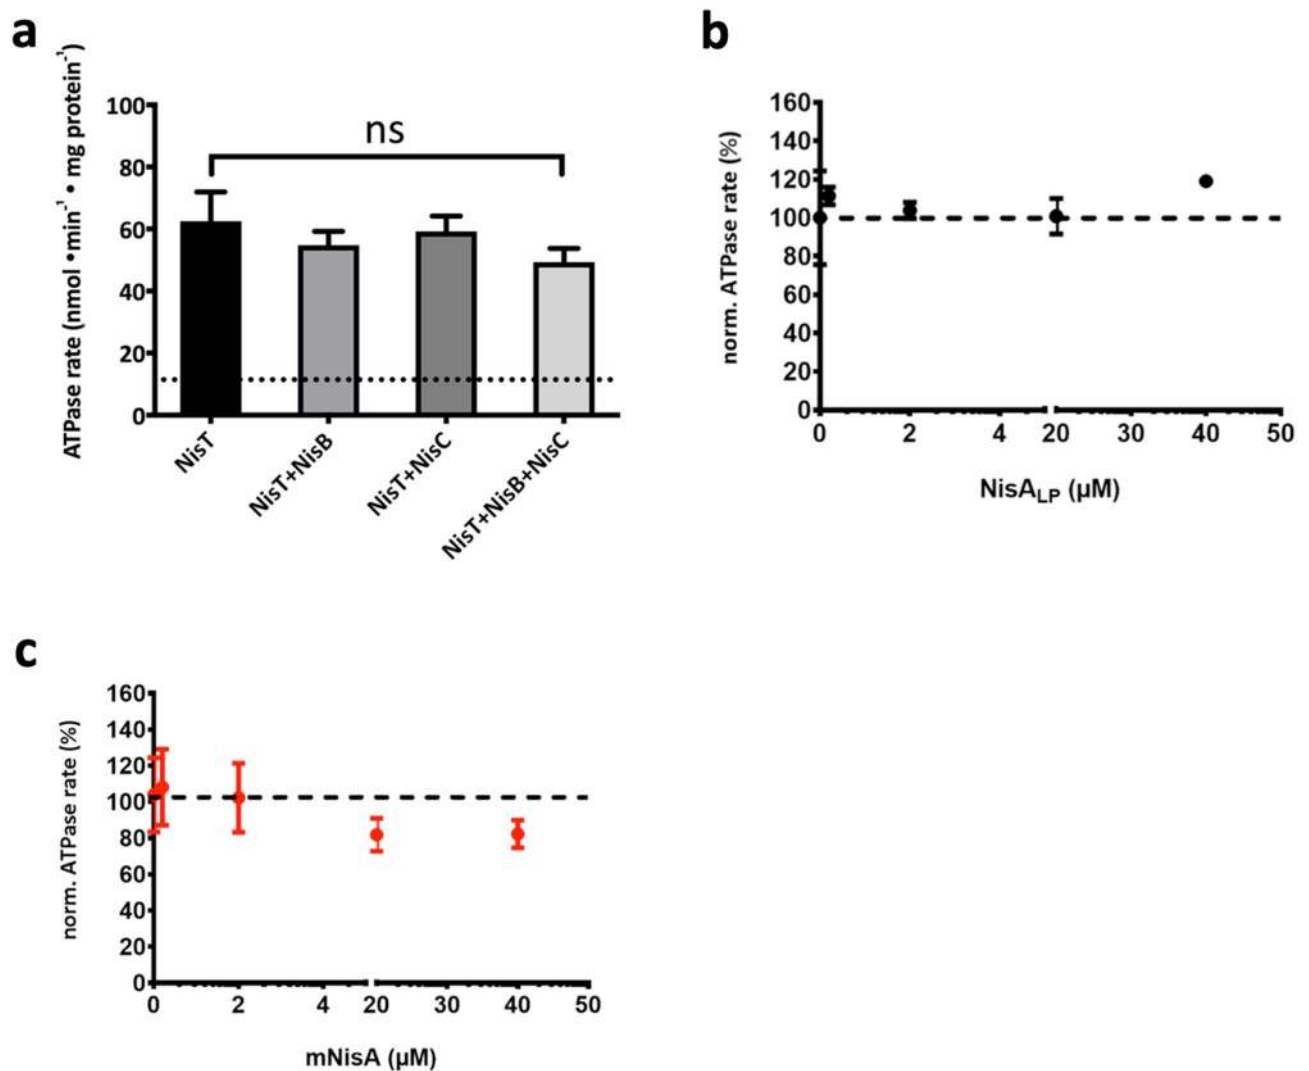 a
ATPase rate (nmol •min⁻¹ • mg protein⁻¹)
100
80
60
40
20
0
ns
NisT
NisT+NisB
NisT+NisC
NisT+NisB+NisC
b
norm. ATPase rate (%)
160
140
120
100
80
60
40
20
0
0 2 4 20 30 40 50
NisA_LP (μM)
c
norm. ATPase rate (%)
160
140
120
100
80
60
40
20
0
0 2 4 20 30 40 50
mNisA (μM)